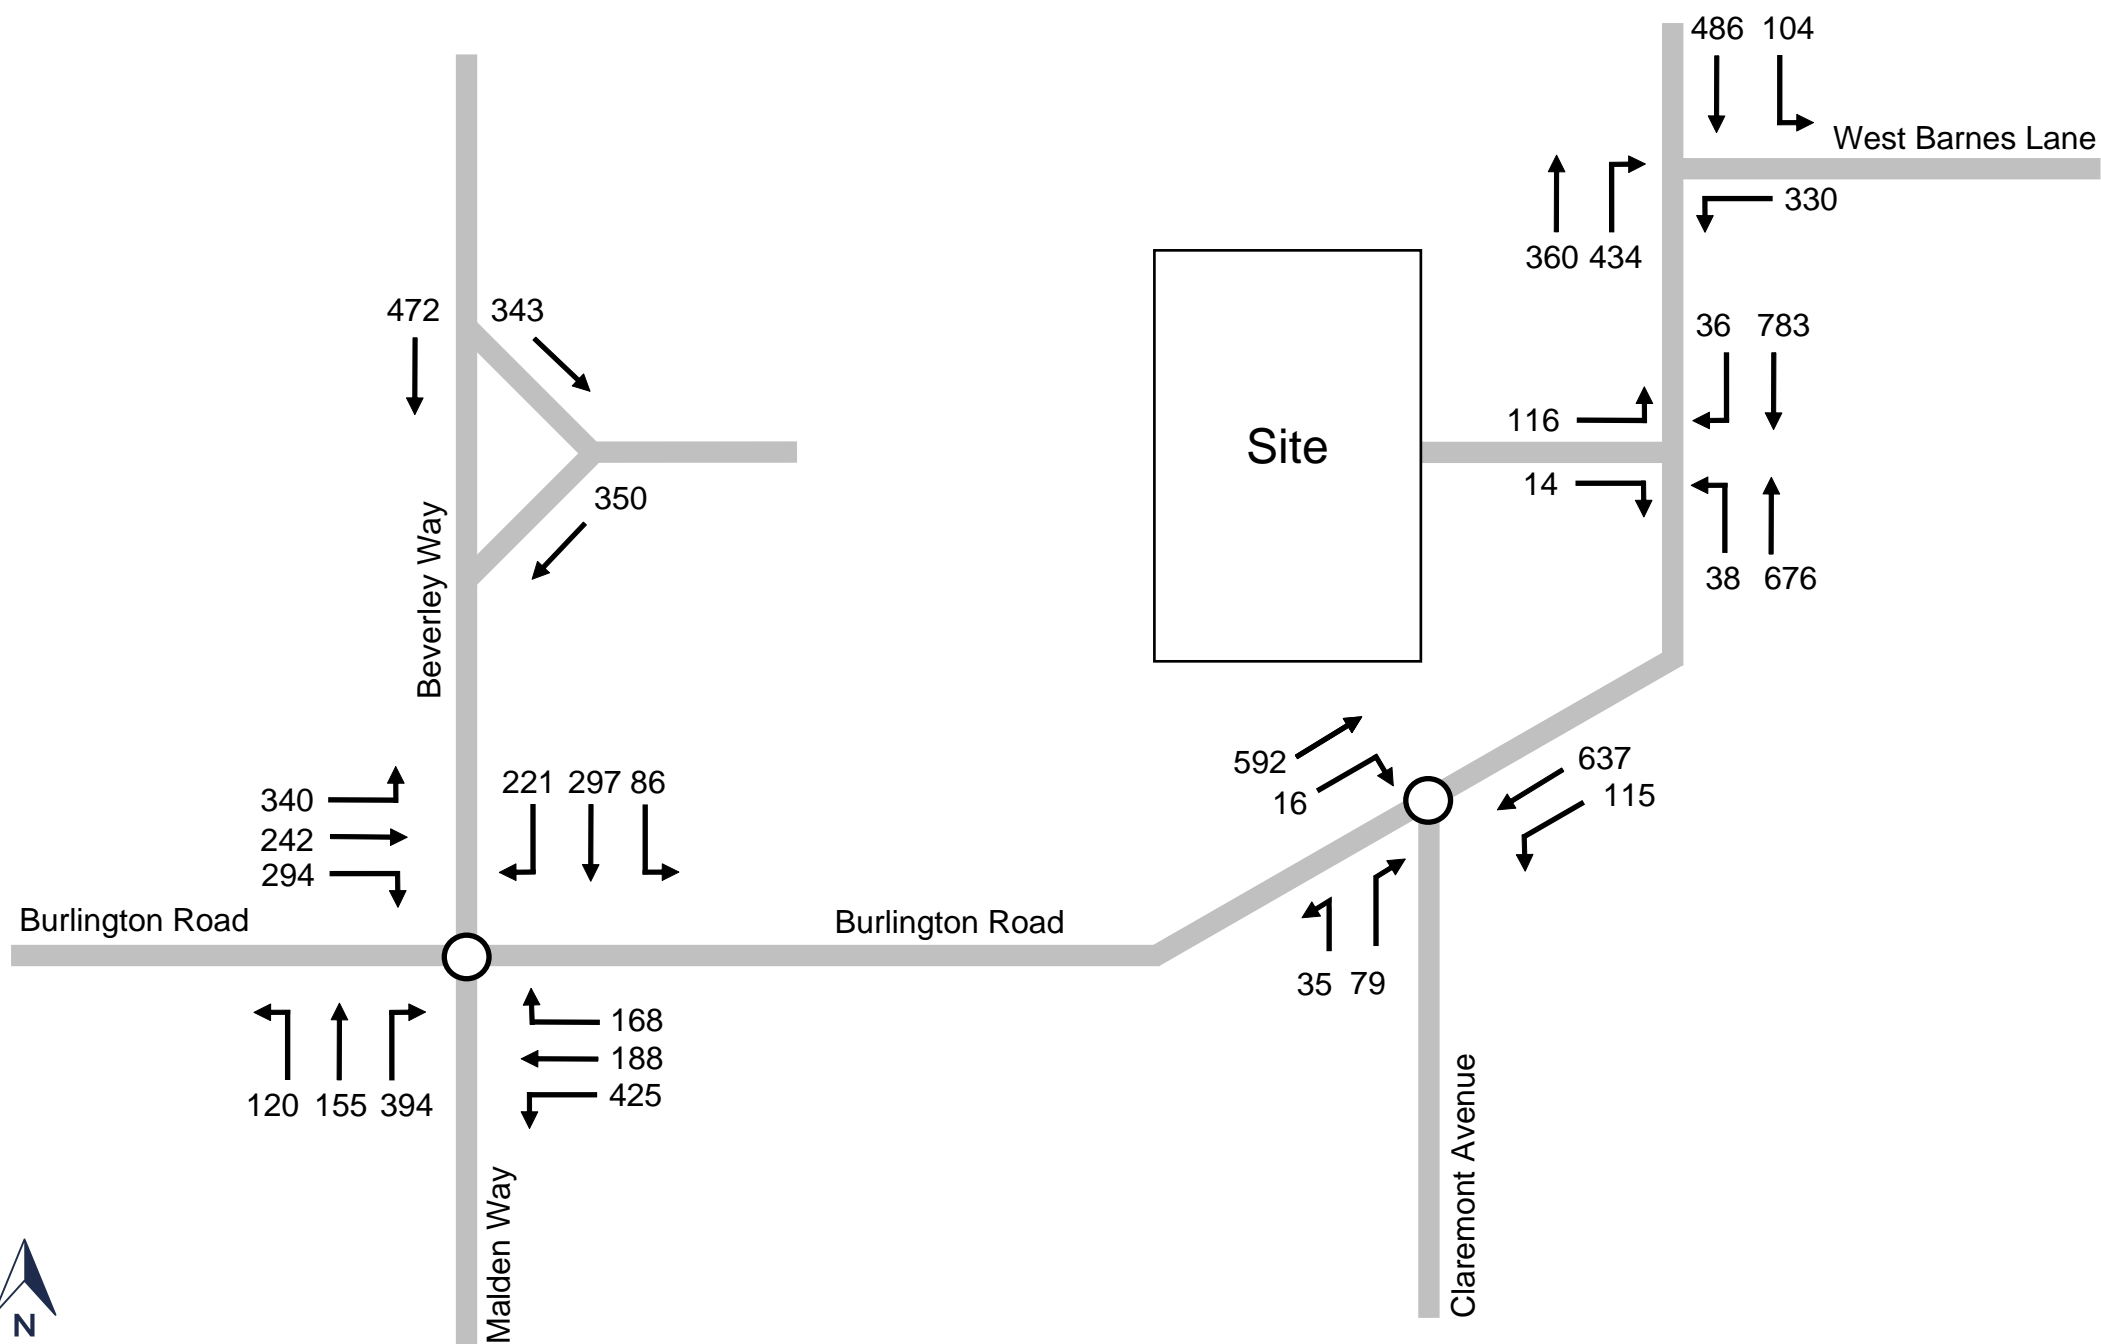 486 104
West Barnes Lane
330
360 434
472 343
36 783
116
Site
14
350
38 676
Beverley Way
592
637
16
115
340
221 297 86
242
294
Burlington Road
Burlington Road
35 79
168
188
120 155 394
425
Claremont Avenue
Malden Way
N